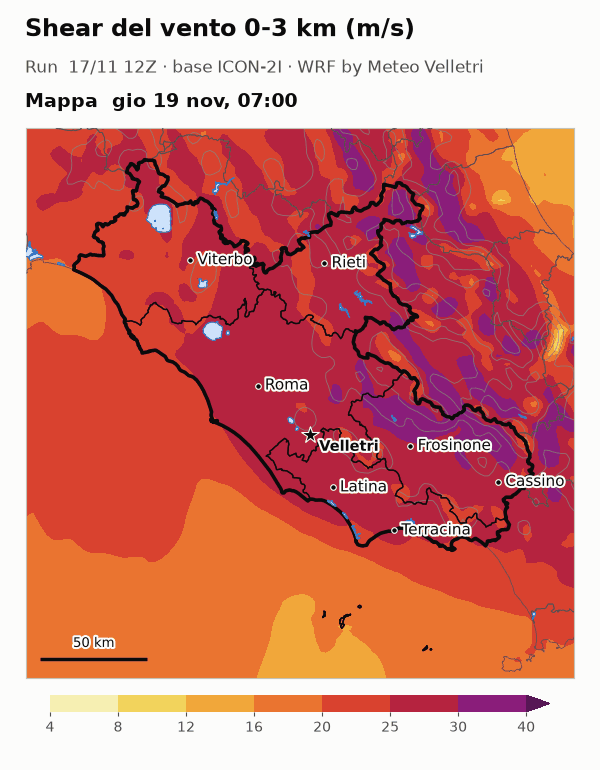 Shear del vento 0-3 km (m/s)
Run  17/11 12Z · base ICON-2I · WRF by Meteo Velletri
Mappa  gio 19 nov, 07:00
Viterbo
Rieti
Roma
Velletri
Frosinone
Latina
Cassino
Terracina
50 km
4 8 12 16 20 25 30 40